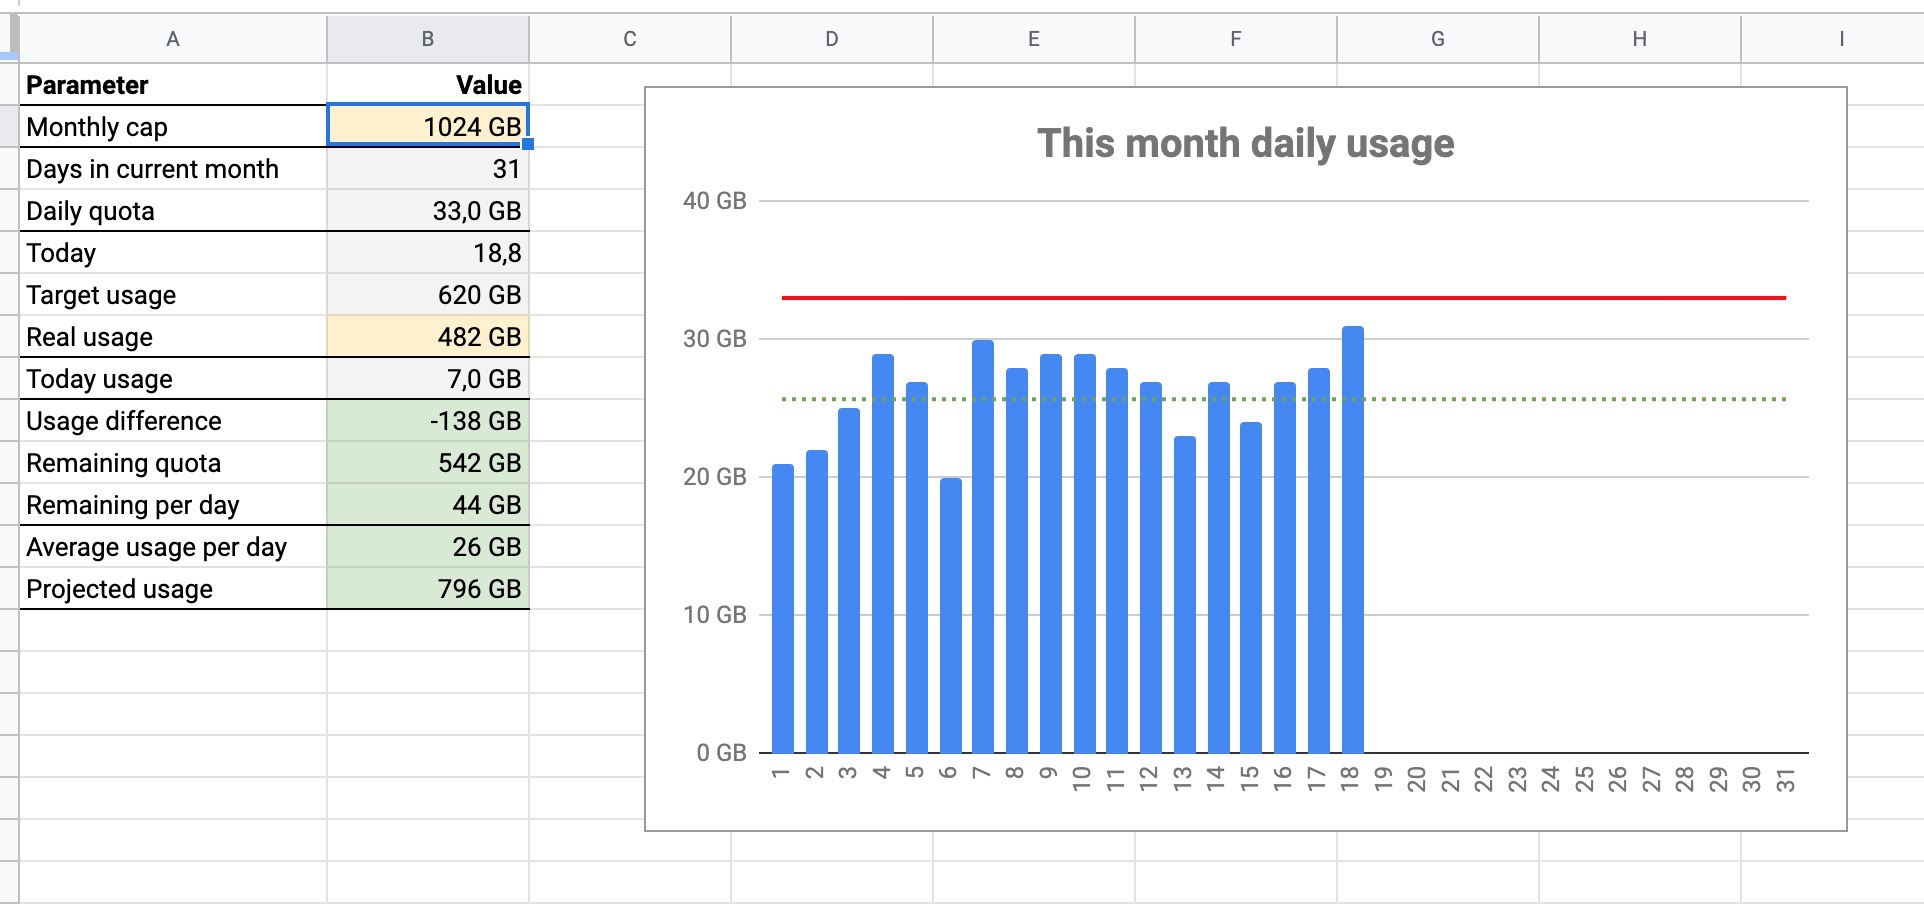 A B C D E F G H I
Parameter Value
Monthly cap 1024 GB
Days in current month 31
Daily quota 33,0 GB
Today 18,8
Target usage 620 GB
Real usage 482 GB
Today usage 7,0 GB
Usage difference -138 GB
Remaining quota 542 GB
Remaining per day 44 GB
Average usage per day 26 GB
Projected usage 796 GB
This month daily usage
40 GB
30 GB
20 GB
10 GB
0 GB
1 2 3 4 5 6 7 8 9 10 11 12 13 14 15 16 17 18 19 20 21 22 23 24 25 26 27 28 29 30 31